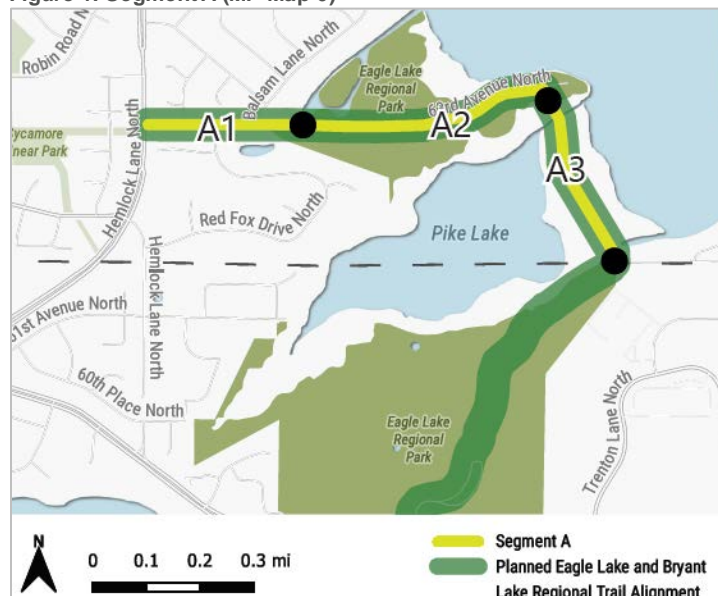 Robin Road N
Balsam Lane North
Eagle Lake
Regional
Park
63rd Avenue North
A1
A2
A3
Sycamore
near Park
Hemlock Lane North
Red Fox Drive North
Pike Lake
Hemlock Lane North
61st Avenue North
60th Place North
Eagle Lake
Regional
Park
Trenton Lane North
N
0 0.1 0.2 0.3 mi
Segment A
Planned Eagle Lake and Bryant
Lake Regional Trail Alignment